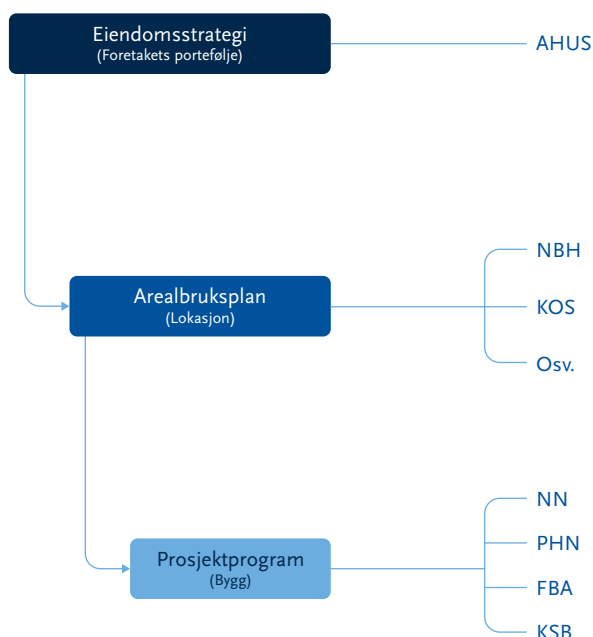 Eiendomsstrategi
(Foretakets portefølje)
AHUS
NBH
Arealbruksplan
(Lokasjon)
KOS
Osv.
NN
PHN
Prosjektprogram
(Bygg)
FBA
KSB